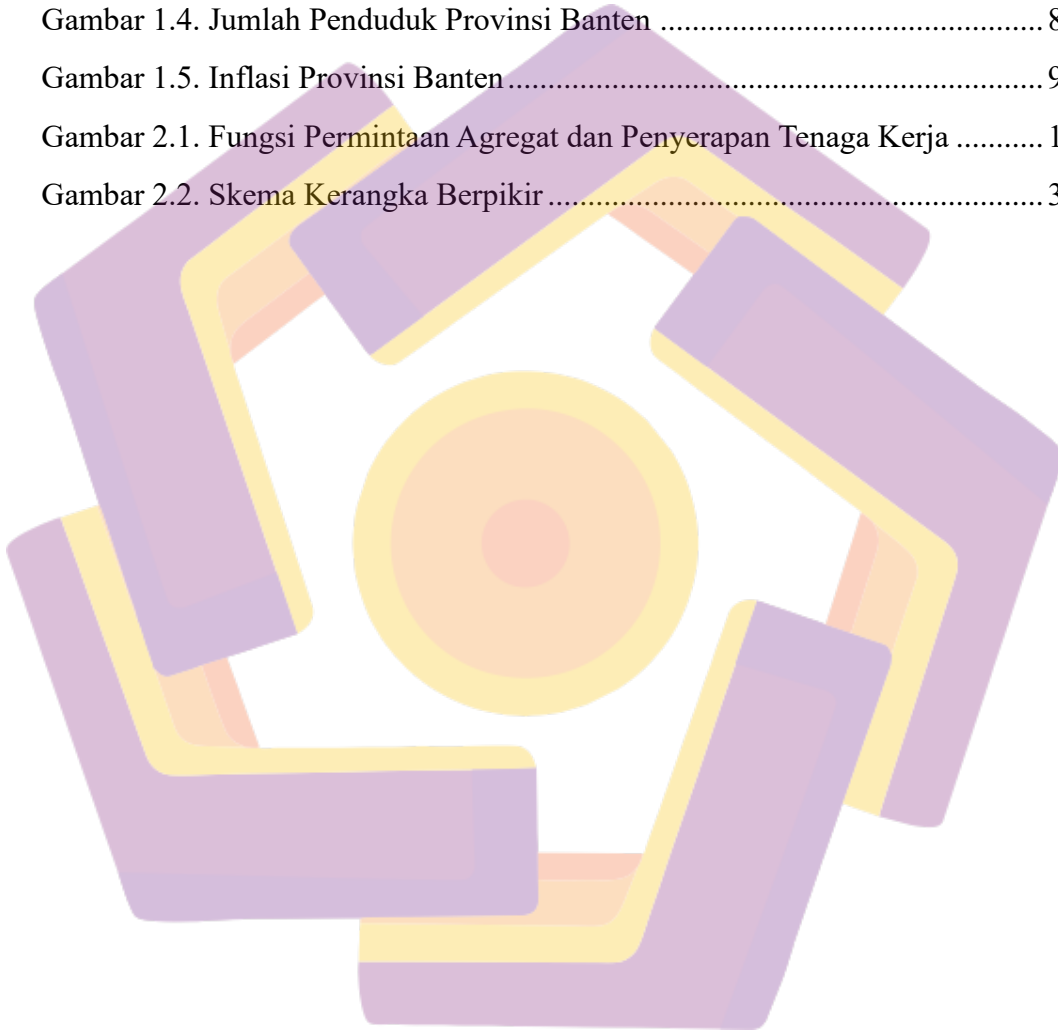 Gambar 1.4. Jumlah Penduduk Provinsi Banten ............................................... 8
Gambar 1.5. Inflasi Provinsi Banten.................................................................. 9
Gambar 2.1. Fungsi Permintaan Agregat dan Penyerapan Tenaga Kerja ........... 1
Gambar 2.2. Skema Kerangka Berpikir ................................................................ 3